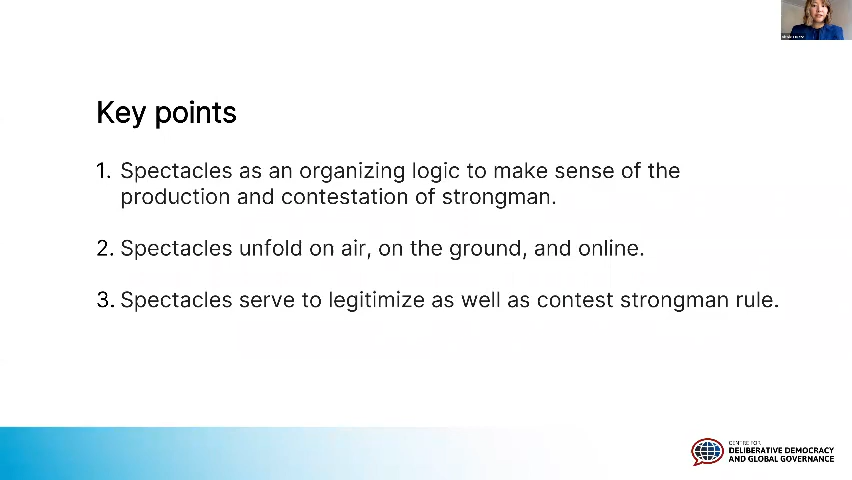 Key points
1. Spectacles as an organizing logic to make sense of the
production and contestation of strongman.
2. Spectacles unfold on air, on the ground, and online.
3. Spectacles serve to legitimize as well as contest strongman rule.
CENTRE FOR
DELIBERATIVE DEMOCRACY
AND GLOBAL GOVERNANCE